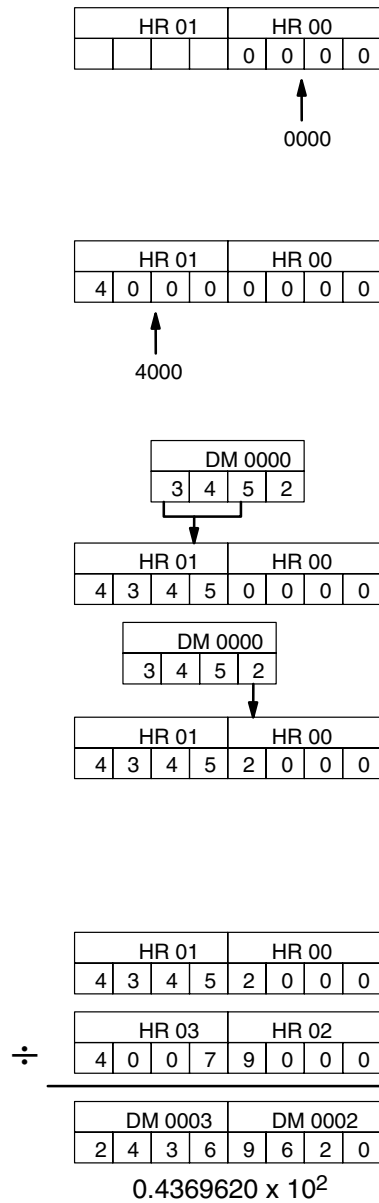 HR 01 HR 00
0 0 0 0
0000
HR 01 HR 00
4 0 0 0 0 0 0 0
4000
DM 0000
3 4 5 2
HR 01 HR 00
4 3 4 5 0 0 0 0
DM 0000
3 4 5 2
HR 01 HR 00
4 3 4 5 2 0 0 0
HR 01 HR 00
4 3 4 5 2 0 0 0
HR 03 HR 02
÷ 4 0 0 7 9 0 0 0
DM 0003 DM 0002
2 4 3 6 9 6 2 0
0.4369620 x 10²